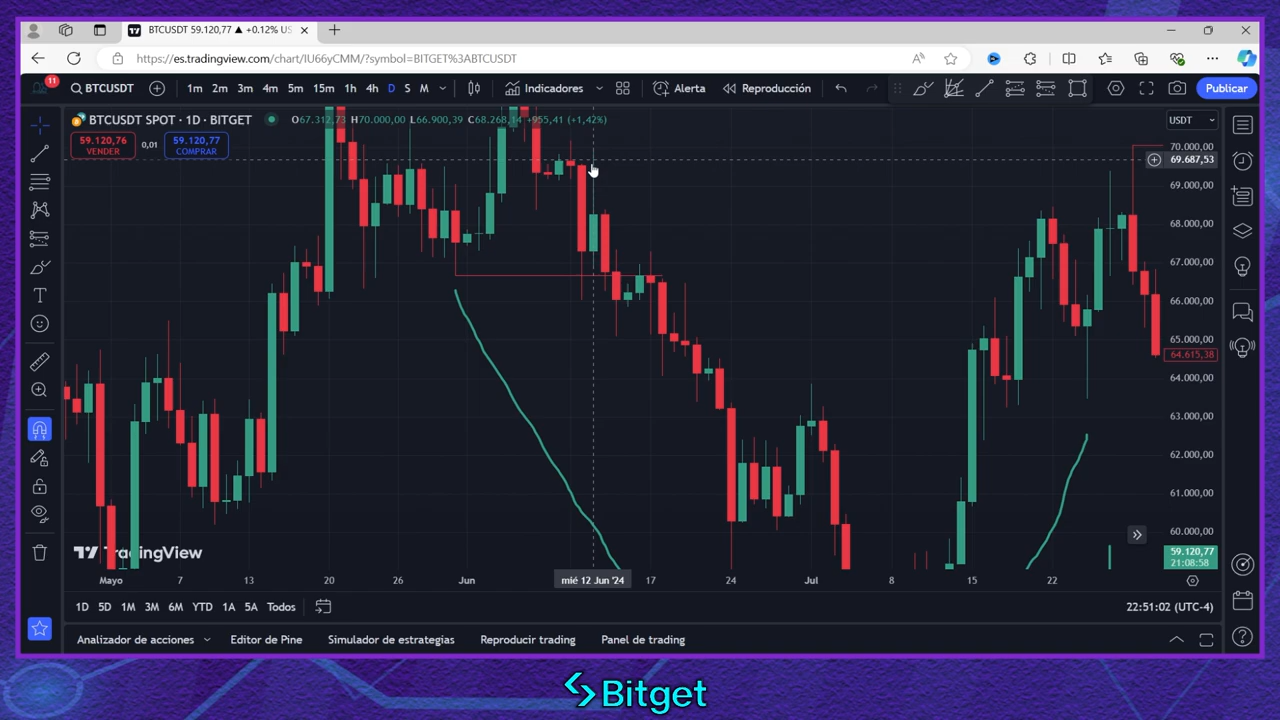 BTCUSDT 59.120,77 ▲ +0.12% US
https://es.tradingview.com/chart/IU66yCMM/?symbol=BITGET%3ABTCUSDT
11
BTCUSDT
1m 2m 3m 4m 5m 15m 1h 4h D S M
Indicadores
Alerta
Reproducción
Publicar
BTCUSDT SPOT · 1D · BITGET
O67.312,73 H70.000,00 L66.900,39 C68.268,14 +955,41 (+1,42%)
USDT
59.120,76
VENDER
0,01
59.120,77
COMPRAR
70.000,00
69.687,53
69.000,00
68.000,00
67.000,00
66.000,00
65.000,00
64.615,38
64.000,00
63.000,00
62.000,00
61.000,00
60.000,00
59.120,77
21:08:58
TradingView
Mayo 7 13 20 26 Jun mié 12 Jun '24 17 24 Jul 8 15 22
1D 5D 1M 3M 6M YTD 1A 5A Todos
22:51:02 (UTC-4)
Analizador de acciones
Editor de Pine
Simulador de estrategias
Reproducir trading
Panel de trading
Bitget